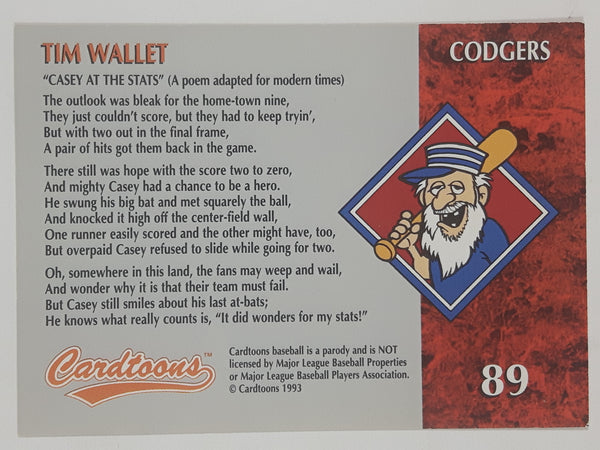 TIM WALLET
"CASEY AT THE STATS" (A poem adapted for modern times)
The outlook was bleak for the home-town nine,
They just couldn't score, but they had to keep tryin',
But with two out in the final frame,
A pair of hits got them back in the game.
There still was hope with the score two to zero,
And mighty Casey had a chance to be a hero.
He swung his big bat and met squarely the ball,
And knocked it high off the center-field wall,
One runner easily scored and the other might have, too,
But overpaid Casey refused to slide while going for two.
Oh, somewhere in this land, the fans may weep and wail,
And wonder why it is that their team must fail.
But Casey still smiles about his last at-bats;
He knows what really counts is, "It did wonders for my stats!"
Cardtoons™
Cardtoons baseball is a parody and is NOT
licensed by Major League Baseball Properties
or Major League Baseball Players Association.
© Cardtoons 1993
CODGERS
89